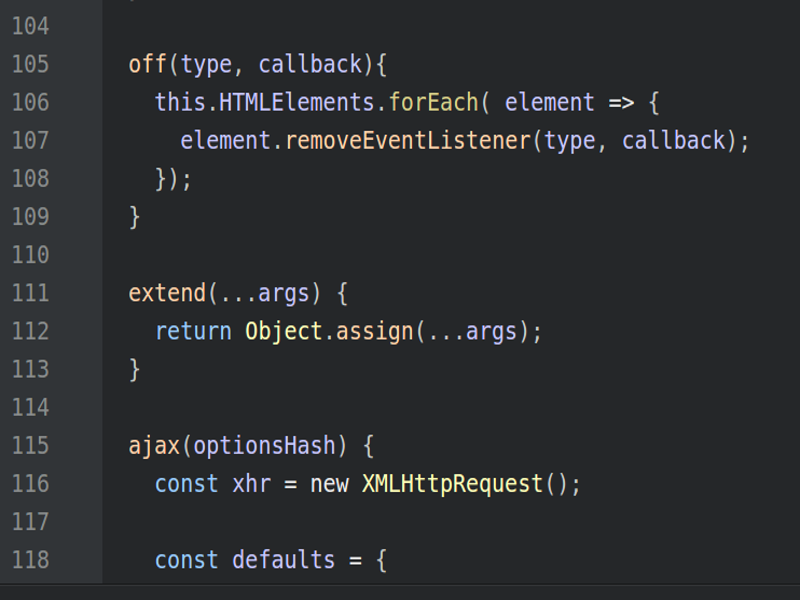 104
105 off(type, callback){
106 this.HTMLElements.forEach( element => {
107 element.removeEventListener(type, callback);
108 });
109 }
110
111 extend(...args) {
112 return Object.assign(...args);
113 }
114
115 ajax(optionsHash) {
116 const xhr = new XMLHttpRequest();
117
118 const defaults = {